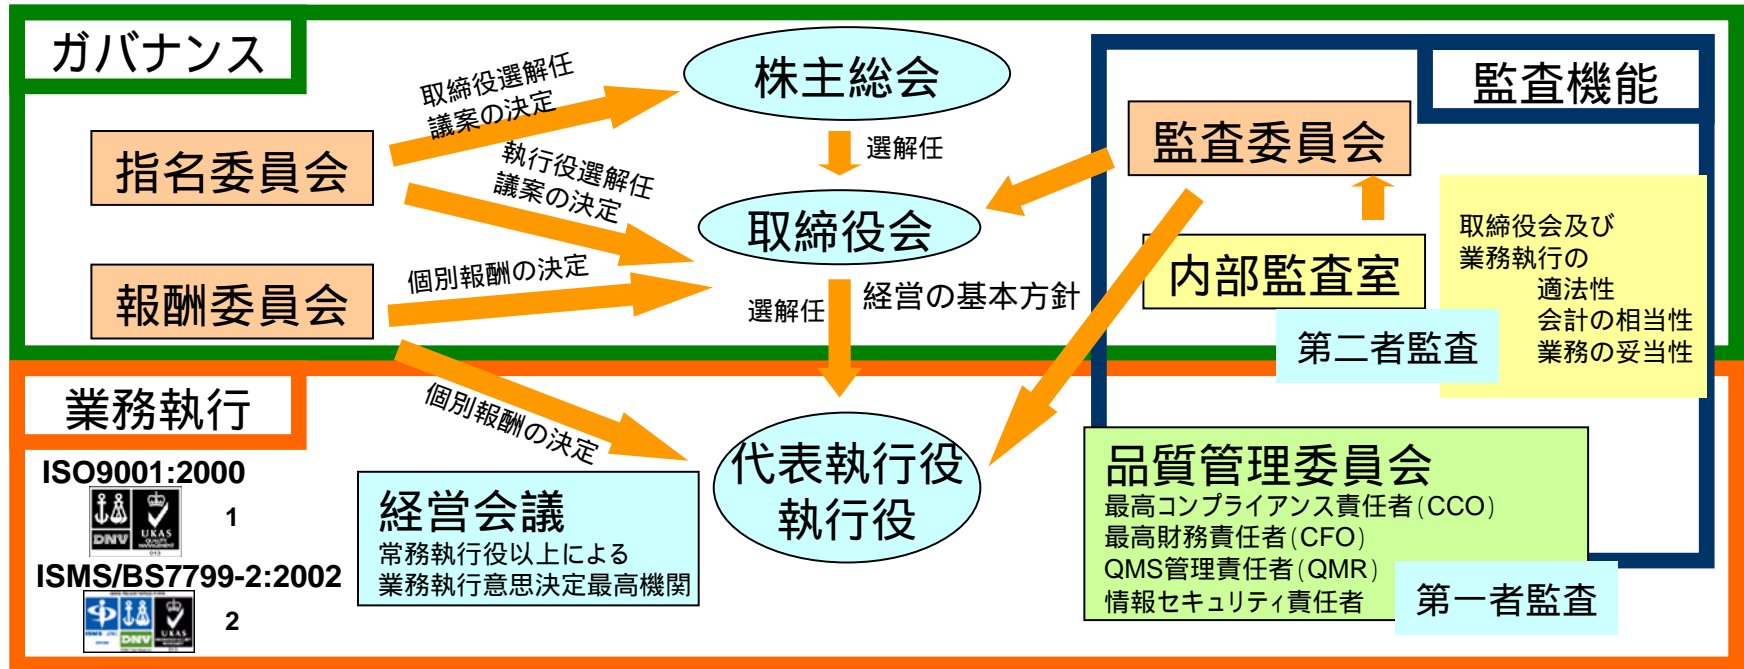 ガバナンス
取締役選解任
議案の決定
株主総会
監査機能
指名委員会
執行役選解任
議案の決定
選解任
監査委員会
取締役会
報酬委員会
個別報酬の決定
選解任
経営の基本方針
内部監査室
第二者監査
取締役会及び
業務執行の
適法性
会計の相当性
業務の妥当性
業務執行
個別報酬の決定
代表執行役
執行役
ISO9001:2000
DNV
UKAS
QUALITY
MANAGEMENT
013
1
ISMS/BS7799-2:2002
ISMS
DNV
UKAS
013
2
経営会議
常務執行役以上による
業務執行意思決定最高機関
品質管理委員会
最高コンプライアンス責任者(CCO)
最高財務責任者(CFO)
QMS管理責任者(QMR)
情報セキュリティ責任者
第一者監査